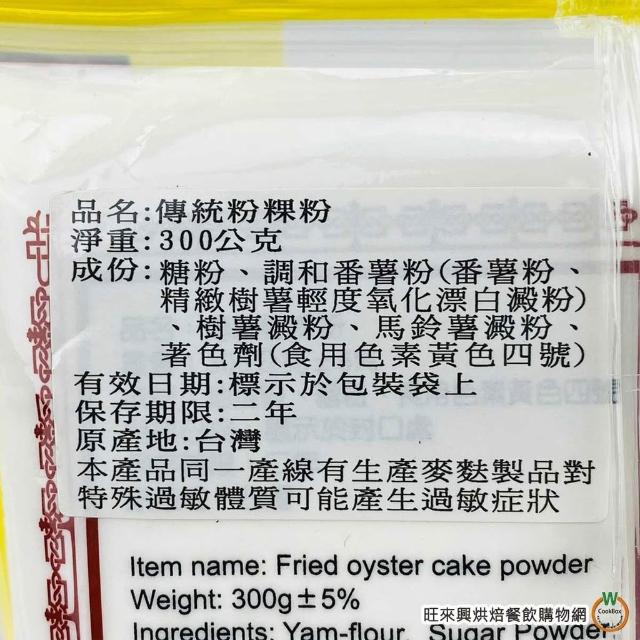 品名:傳統粉粿粉
淨重:300公克
成份:糖粉、調和番薯粉(番薯粉、
精緻樹薯輕度氧化漂白澱粉)
、樹薯澱粉、馬鈴薯澱粉、
著色劑(食用色素黃色四號)
有效日期:標示於包裝袋上
保存期限:二年
原產地:台灣
本產品同一產線有生產麥麩製品對
特殊過敏體質可能產生過敏症狀
Item name: Fried oyster cake powder
Weight: 300g±5%
Ingredients: Yam-flour, Sugar Powder
W
CookBox
旺來興烘焙餐飲購物網